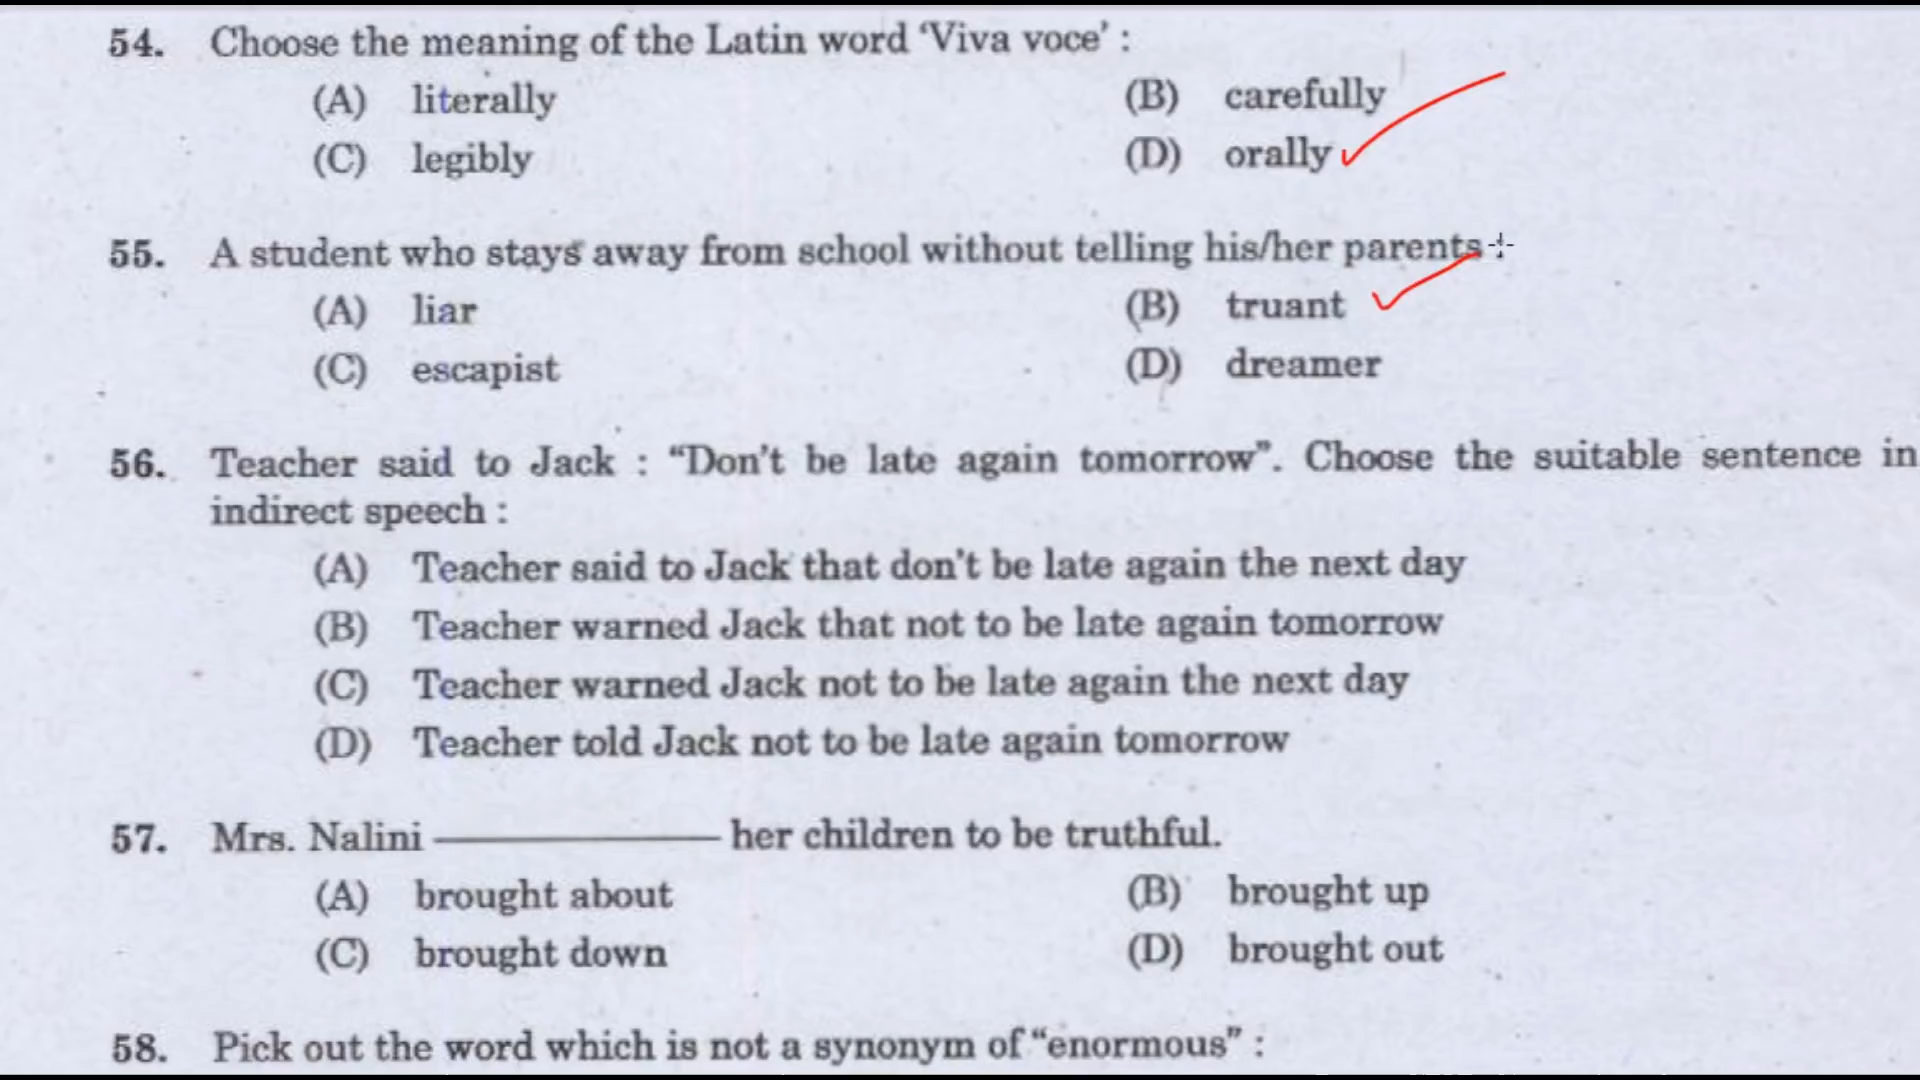 54. Choose the meaning of the Latin word ‘Viva voce’ :
(A) literally (B) carefully
(C) legibly (D) orally
55. A student who stays away from school without telling his/her parents :
(A) liar (B) truant
(C) escapist (D) dreamer
56. Teacher said to Jack : “Don't be late again tomorrow”. Choose the suitable sentence in
indirect speech :
(A) Teacher said to Jack that don't be late again the next day
(B) Teacher warned Jack that not to be late again tomorrow
(C) Teacher warned Jack not to be late again the next day
(D) Teacher told Jack not to be late again tomorrow
57. Mrs. Nalini ————— her children to be truthful.
(A) brought about (B) brought up
(C) brought down (D) brought out
58. Pick out the word which is not a synonym of “enormous” :